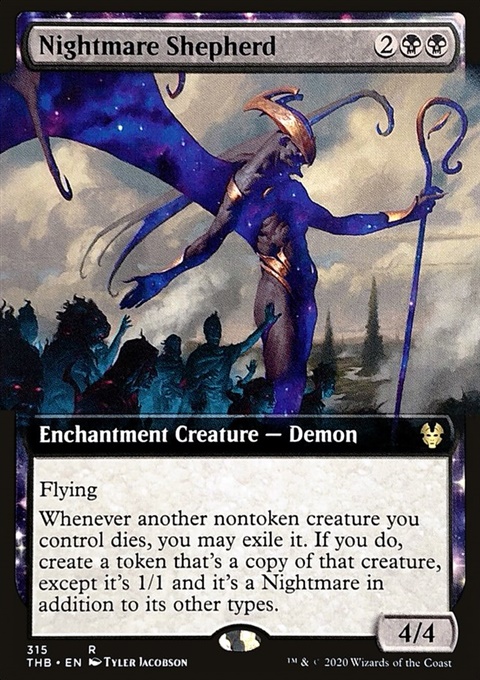 Nightmare Shepherd 2
Enchantment Creature — Demon
Flying
Whenever another nontoken creature you
control dies, you may exile it. If you do,
create a token that's a copy of that creature,
except it's 1/1 and it's a Nightmare in
addition to its other types.
4/4
315 R
THB • EN Tyler Jacobson
™ & © 2020 Wizards of the Coast